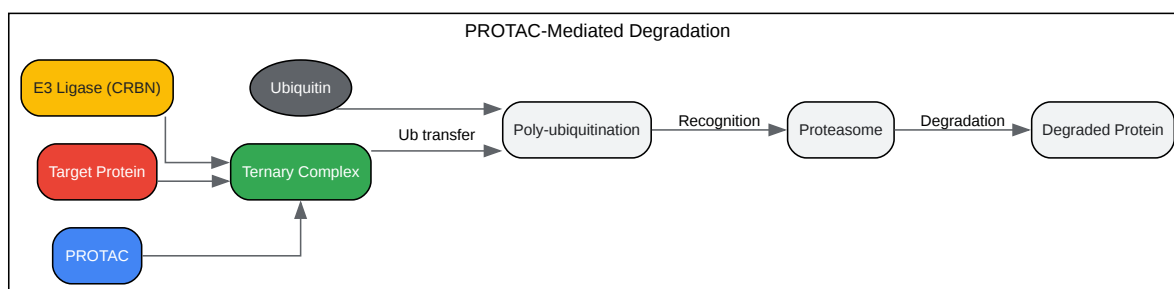 PROTAC-Mediated Degradation
E3 Ligase (CRBN)
Ubiquitin
Target Protein
Ternary Complex
PROTAC
Ub transfer
Poly-ubiquitination
Recognition
Proteasome
Degradation
Degraded Protein